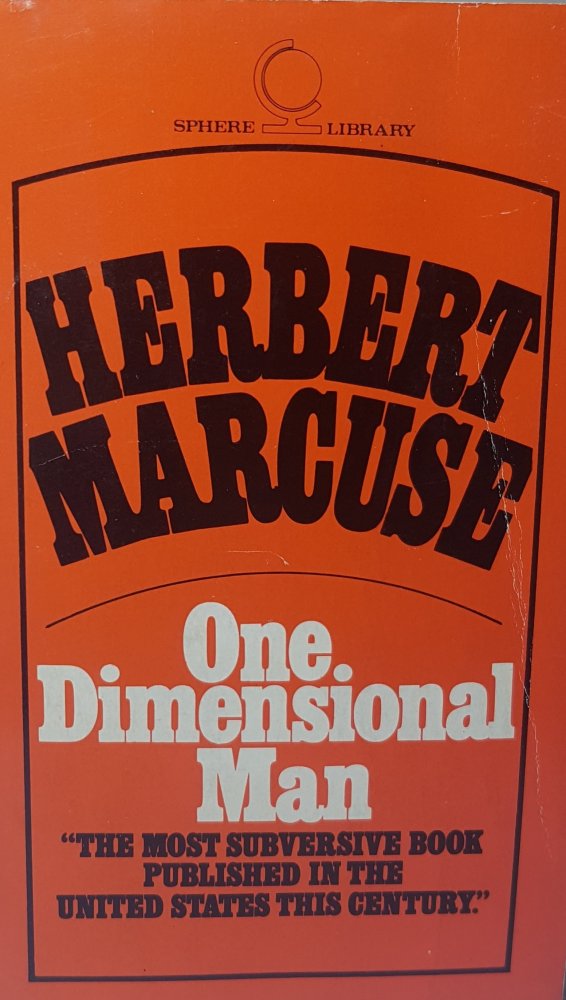 SPHERE LIBRARY
HERBERT
MARCUSE
One
Dimensional
Man
“THE MOST SUBVERSIVE BOOK
PUBLISHED IN THE
UNITED STATES THIS CENTURY.”